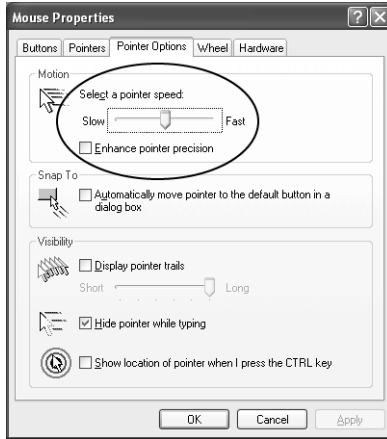 Mouse Properties
Buttons Pointers Pointer Options Wheel Hardware
Motion
Select a pointer speed:
Slow Fast
Enhance pointer precision
Snap To
Automatically move pointer to the default button in a
dialog box
Visibility
Display pointer trails
Short Long
Hide pointer while typing
Show location of pointer when I press the CTRL key
OK Cancel Apply